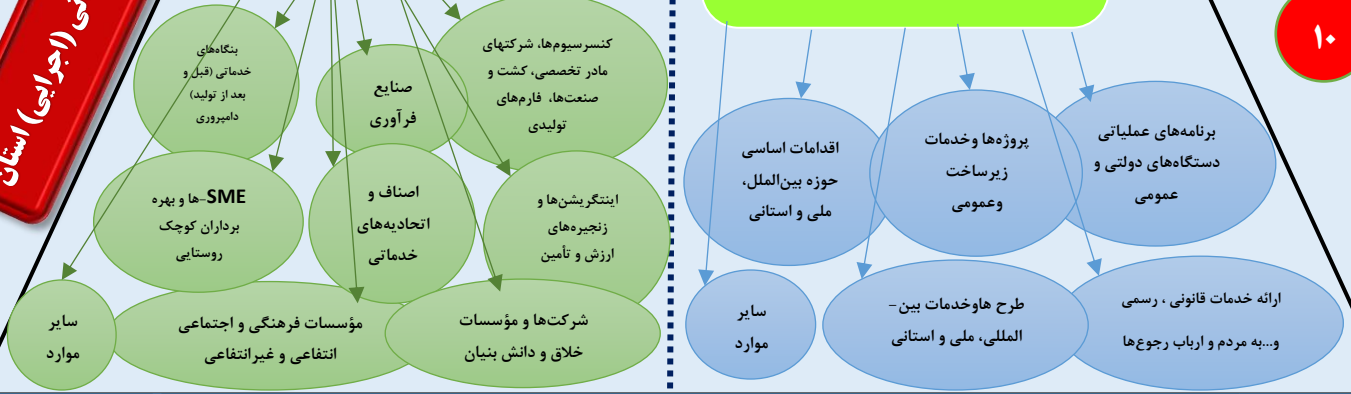 ۱۰
برنامه‌های عملیاتی
دستگاه‌های دولتی و
عمومی
پروژه‌ها وخدمات
زیرساخت
وعمومی
اقدامات اساسی
حوزه بین‌الملل،
ملی و استانی
ارائه خدمات قانونی ، رسمی
و...به مردم و ارباب رجوع‌ها
طرح هاوخدمات بین-
المللی، ملی و استانی
سایر
موارد
کنسرسیوم‌ها، شرکتهای
مادر تخصصی، کشت و
صنعت‌ها، فارم‌های
تولیدی
صنایع
فرآوری
بنگاه‌های
خدماتی (قبل و
بعد از تولید)
دامپروری
اینتگریشن‌ها و
زنجیره‌های
ارزش و تأمین
اصناف و
اتحادیه‌های
خدماتی
SME-ها و بهره
برداران کوچک
روستایی
شرکت‌ها و مؤسسات
خلاق و دانش بنیان
مؤسسات فرهنگی و اجتماعی
انتفاعی و غیرانتفاعی
سایر
موارد
(اجرایی) استان